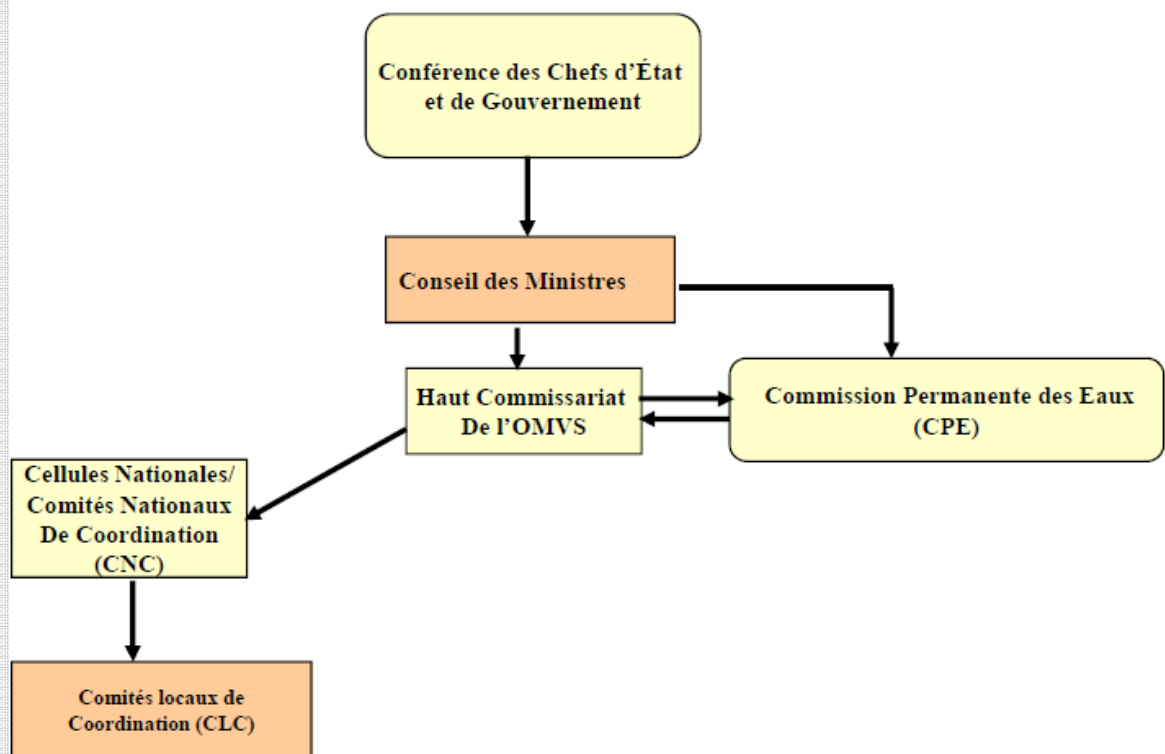 Conférence des Chefs d'État
et de Gouvernement
Conseil des Ministres
Haut Commissariat
De l'OMVS
Commission Permanente des Eaux
(CPE)
Cellules Nationales/
Comités Nationaux
De Coordination
(CNC)
Comités locaux de
Coordination (CLC)